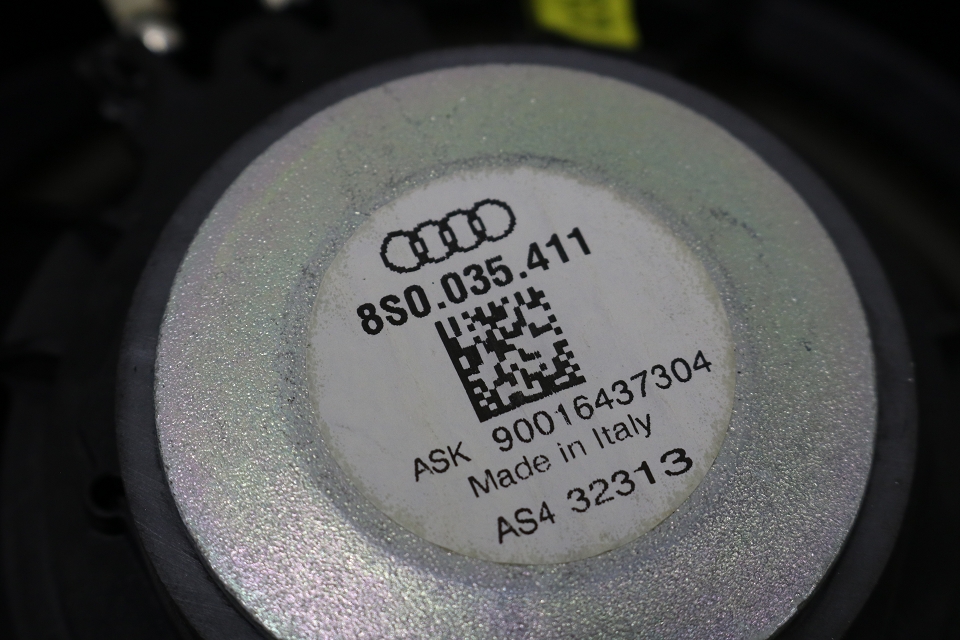 8S0.035.411
ASK 90016437304
Made in Italy
AS4 32313